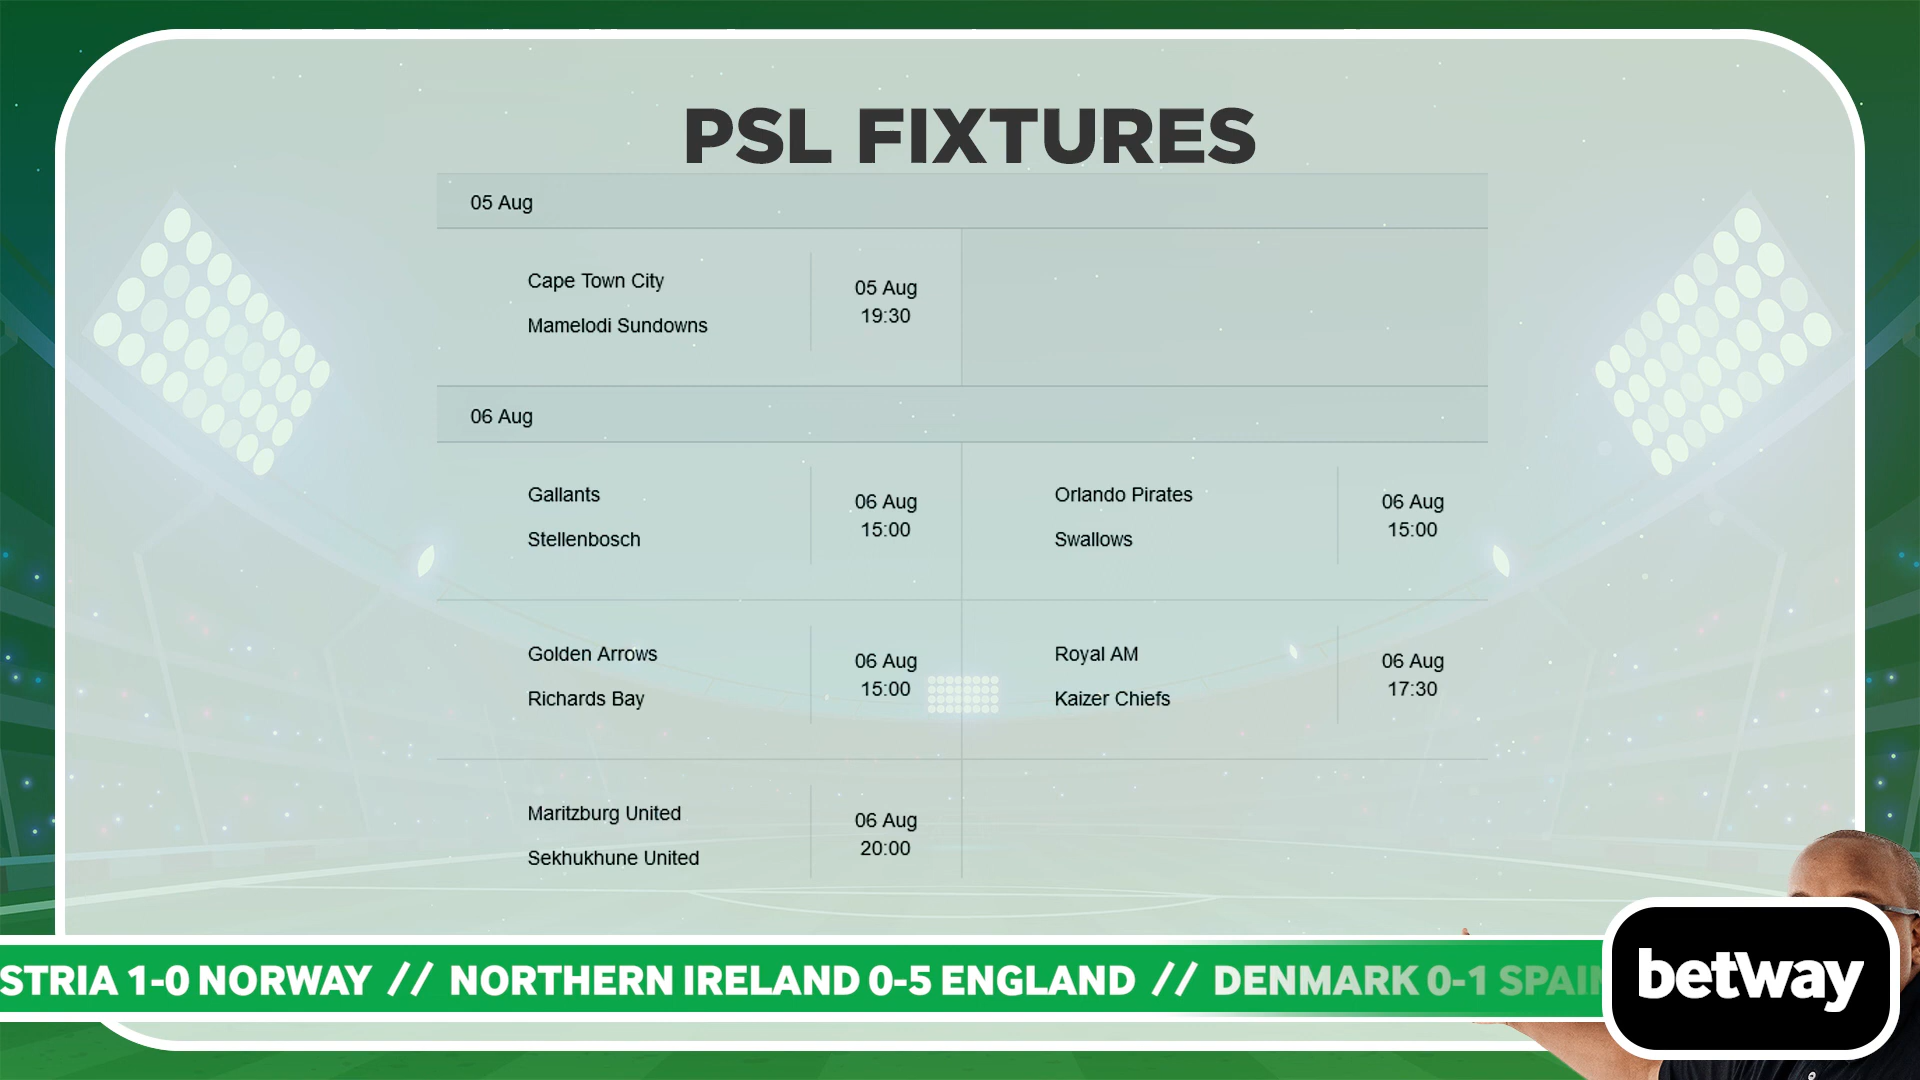 PSL FIXTURES
05 Aug
Cape Town City
Mamelodi Sundowns
05 Aug
19:30
06 Aug
Gallants
Stellenbosch
06 Aug
15:00
Orlando Pirates
Swallows
06 Aug
15:00
Golden Arrows
Richards Bay
06 Aug
15:00
Royal AM
Kaizer Chiefs
06 Aug
17:30
Maritzburg United
Sekhukhune United
06 Aug
20:00
STRIA 1-0 NORWAY // NORTHERN IRELAND 0-5 ENGLAND // DENMARK 0-1 SPAIN
betway